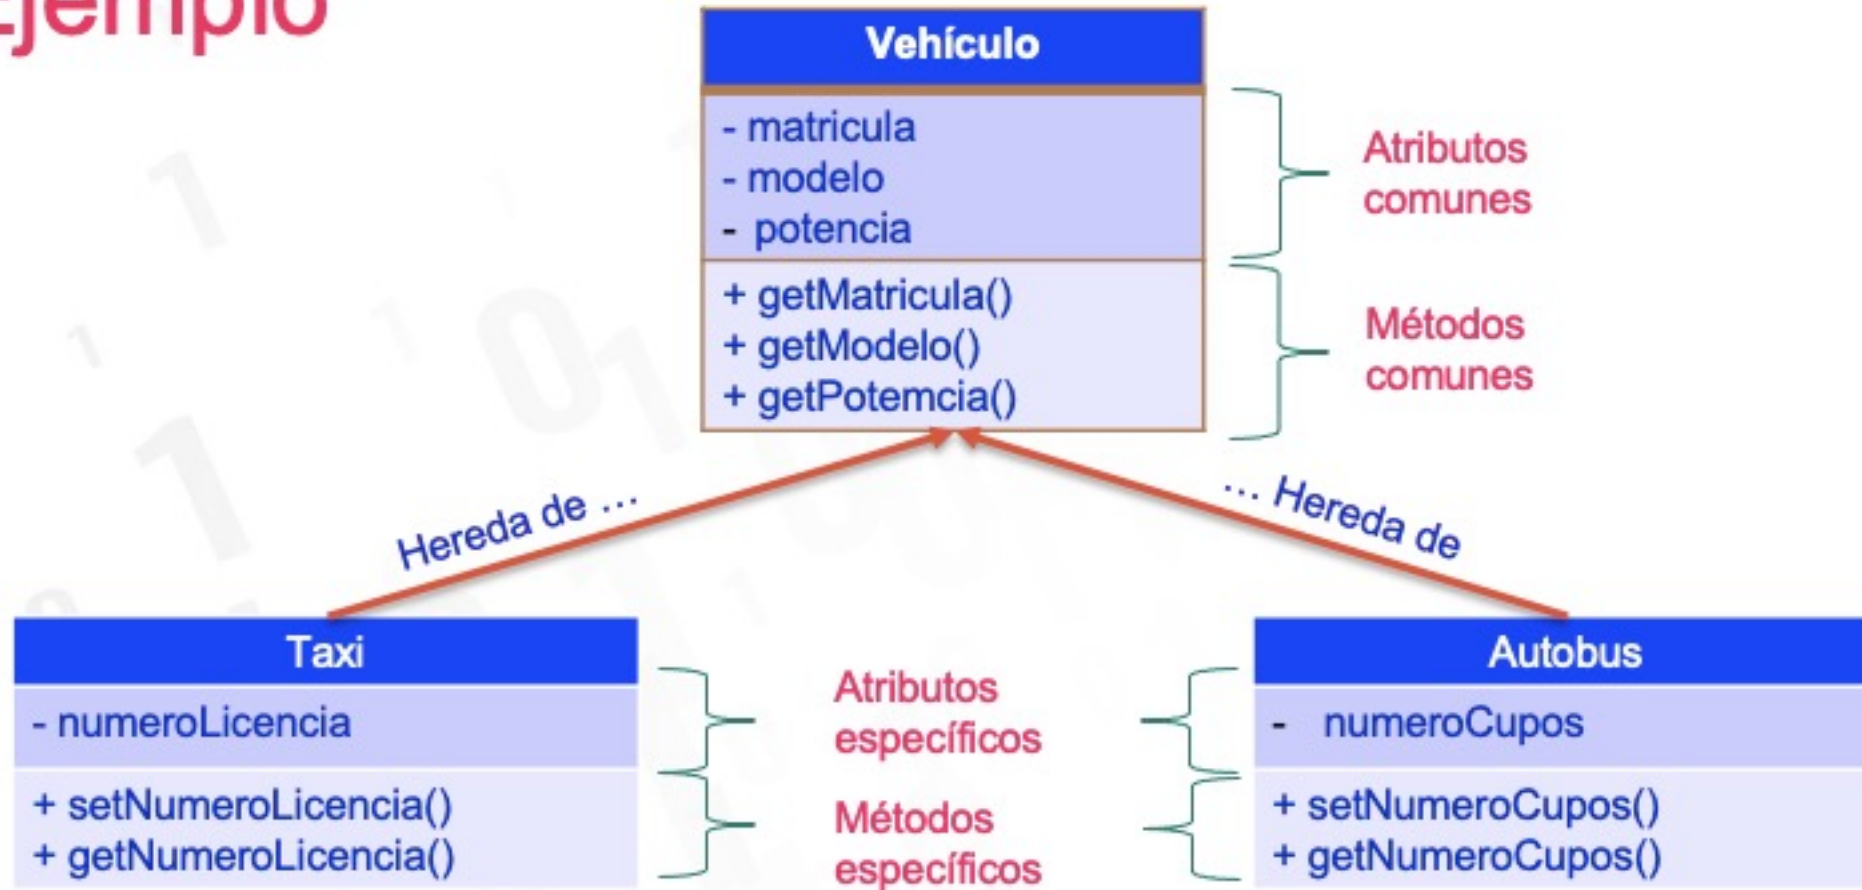 Ejemplo
Vehículo
- matricula
- modelo
- potencia
Atributos
comunes
+ getMatricula()
+ getModelo()
+ getPotemcia()
Métodos
comunes
Hereda de ...
... Hereda de
Taxi
- numeroLicencia
+ setNumeroLicencia()
+ getNumeroLicencia()
Atributos
específicos
Métodos
específicos
Autobus
- numeroCupos
+ setNumeroCupos()
+ getNumeroCupos()